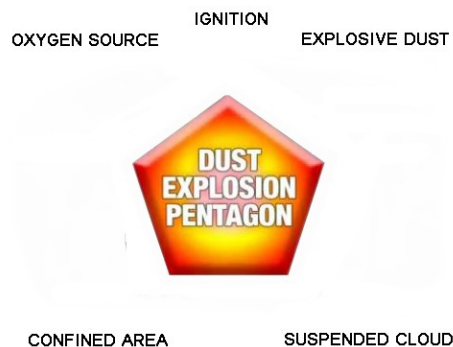 IGNITION
OXYGEN SOURCE
EXPLOSIVE DUST
DUST
EXPLOSION
PENTAGON
CONFINED AREA
SUSPENDED CLOUD